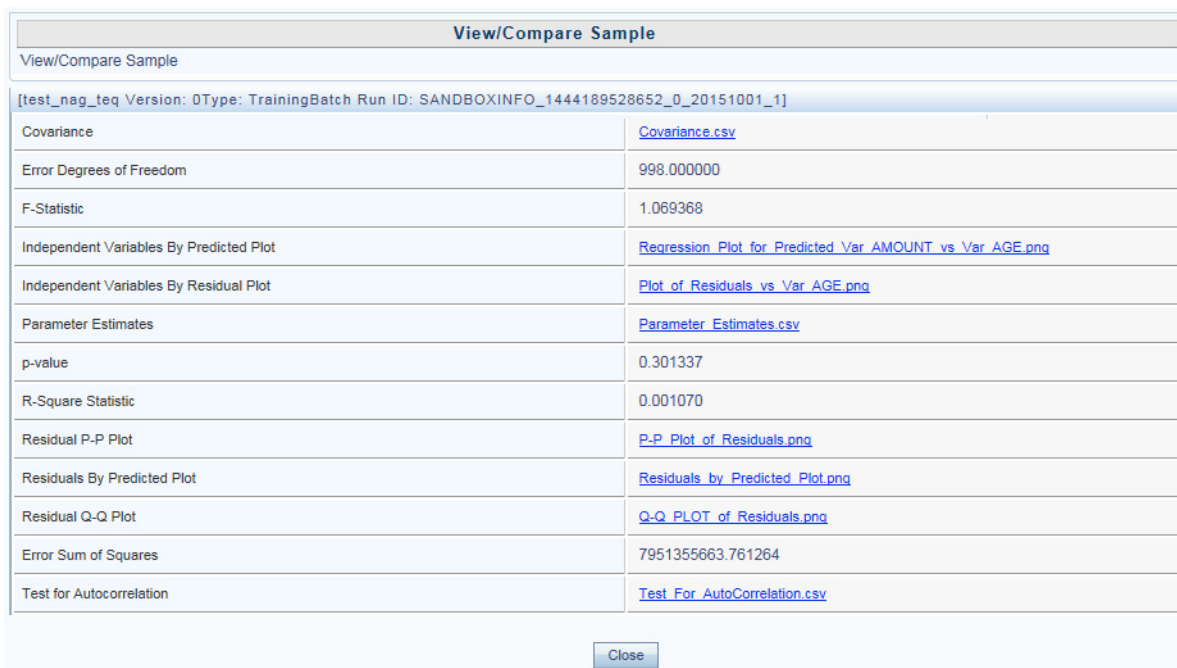 View/Compare Sample
View/Compare Sample
[test_nag_teq Version: 0Type: TrainingBatch Run ID: SANDBOXINFO_1444189528652_0_20151001_1]
Covariance Covariance.csv
Error Degrees of Freedom 998.000000
F-Statistic 1.069368
Independent Variables By Predicted Plot Regression_Plot_for_Predicted_Var_AMOUNT_vs_Var_AGE.png
Independent Variables By Residual Plot Plot_of_Residuals_vs_Var_AGE.png
Parameter Estimates Parameter_Estimates.csv
p-value 0.301337
R-Square Statistic 0.001070
Residual P-P Plot P-P_Plot_of_Residuals.png
Residuals By Predicted Plot Residuals_by_Predicted_Plot.png
Residual Q-Q Plot Q-Q_PLOT_of_Residuals.png
Error Sum of Squares 7951355663.761264
Test for Autocorrelation Test_For_AutoCorrelation.csv
Close